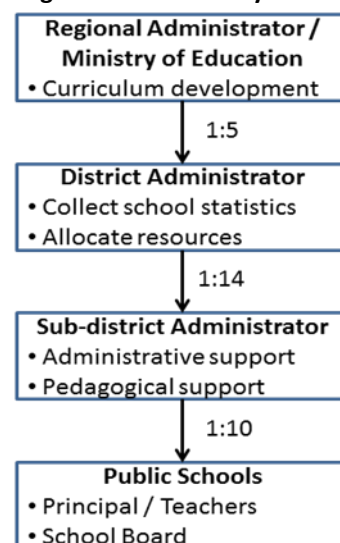 Regional Administrator /
Ministry of Education
• Curriculum development
1:5
District Administrator
• Collect school statistics
• Allocate resources
1:14
Sub-district Administrator
• Administrative support
• Pedagogical support
1:10
Public Schools
• Principal / Teachers
• School Board